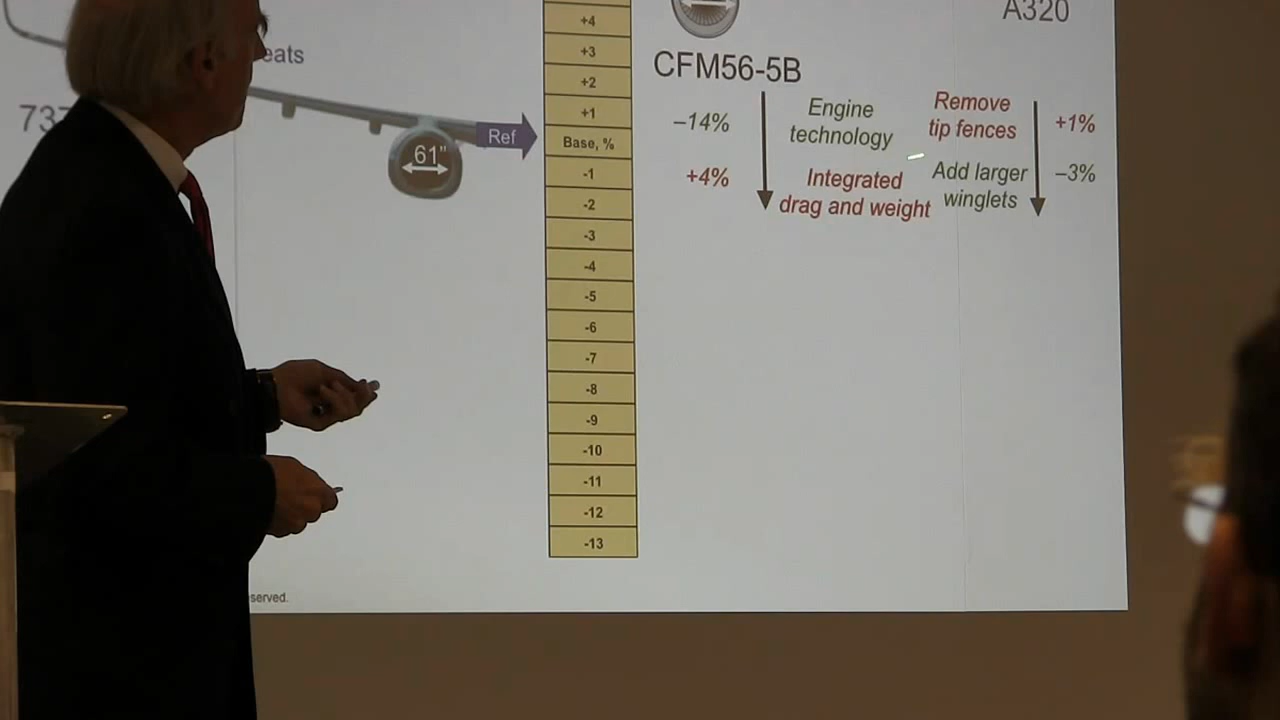 eats
737
61"
Ref
+4
+3
+2
+1
Base, %
-1
-2
-3
-4
-5
-6
-7
-8
-9
-10
-11
-12
-13
A320
CFM56-5B
–14%
Engine
technology
+4%
Integrated
drag and weight
Remove
tip fences
+1%
Add larger
winglets
–3%
served.